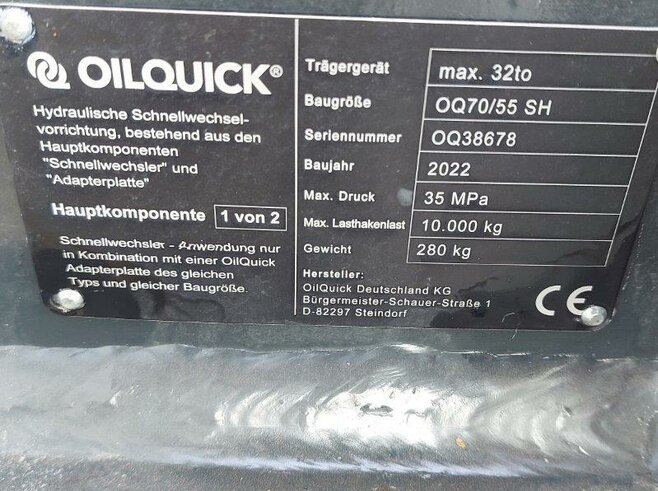 OILQUICK®
Hydraulische Schnellwechsel-
vorrichtung, bestehend aus den
Hauptkomponenten
"Schnellwechsler" und
"Adapterplatte"
Hauptkomponente 1 von 2
Schnellwechsler - Anwendung nur
in Kombination mit einer OilQuick
Adapterplatte des gleichen
Typs und gleicher Baugröße.
Trägergerät max. 32to
Baugröße OQ70/55 SH
Seriennummer OQ38678
Baujahr 2022
Max. Druck 35 MPa
Max. Lasthakenlast 10.000 kg
Gewicht 280 kg
Hersteller:
OilQuick Deutschland KG
Bürgermeister-Schauer-Straße 1
D-82297 Steindorf
CE